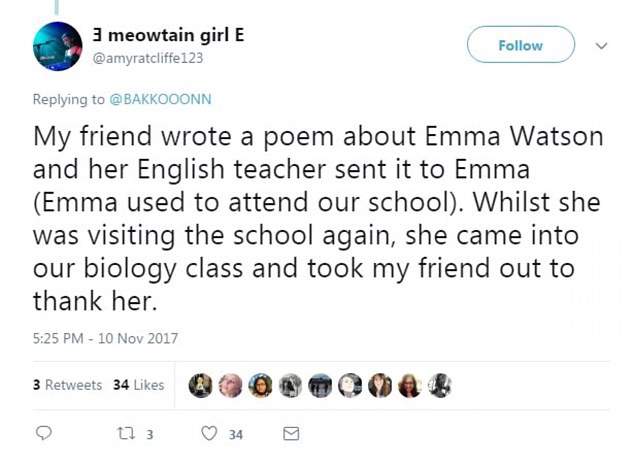 Ǝ meowtain girl E
@amyratcliffe123
Follow
Replying to @BAKKOOONN
My friend wrote a poem about Emma Watson
and her English teacher sent it to Emma
(Emma used to attend our school). Whilst she
was visiting the school again, she came into
our biology class and took my friend out to
thank her.
5:25 PM - 10 Nov 2017
3 Retweets 34 Likes
3 34